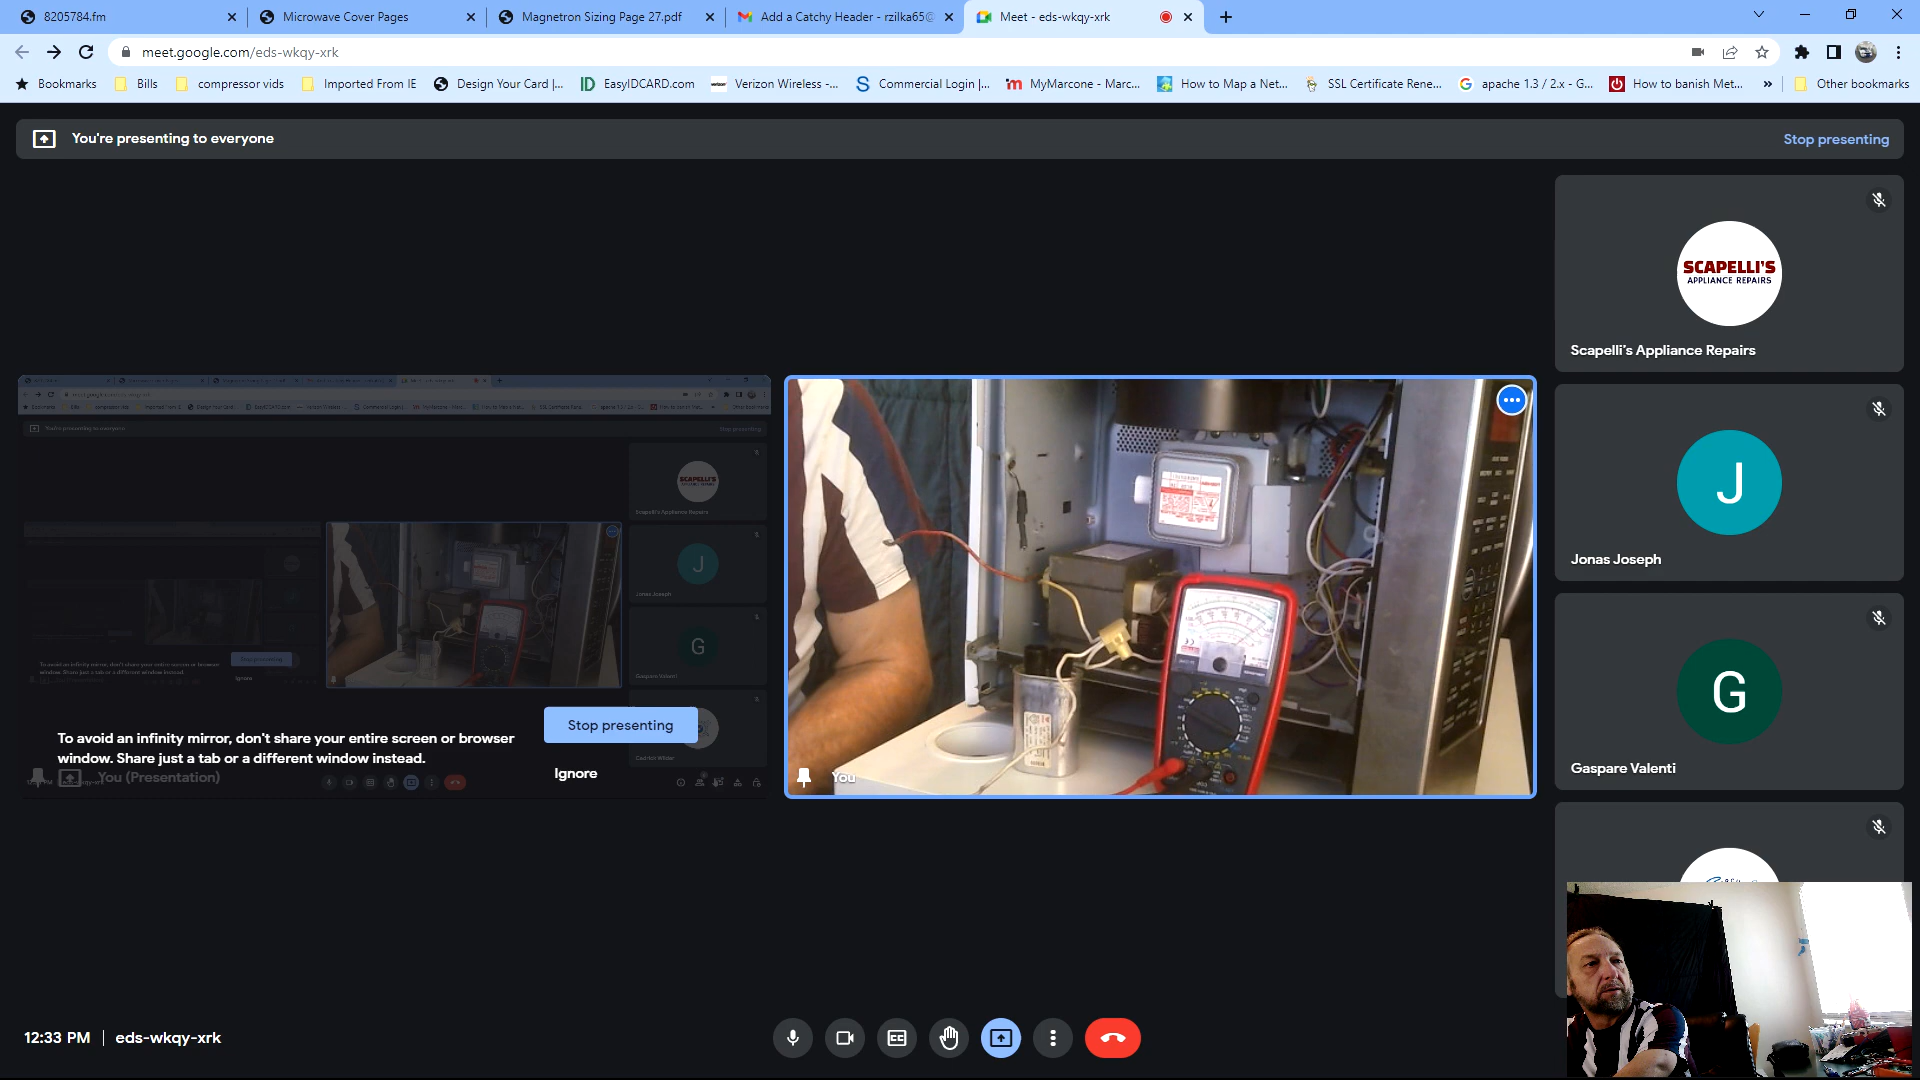 8205784.fm
Microwave Cover Pages
Magnetron Sizing Page 27.pdf
Add a Catchy Header - rzilka65@
Meet - eds-wkqy-xrk
meet.google.com/eds-wkqy-xrk
Bookmarks
Bills
compressor vids
Imported From IE
Design Your Card |...
EasyIDCARD.com
Verizon Wireless -...
Commercial Login |...
MyMarcone - Marc...
How to Map a Net...
SSL Certificate Rene...
apache 1.3 / 2.x - G...
How to banish Met...
»
Other bookmarks
You're presenting to everyone
Stop presenting
SCAPELLI'S
APPLIANCE REPAIRS
Scapelli's Appliance Repairs
J
Jonas Joseph
G
Gaspare Valenti
To avoid an infinity mirror, don't share your entire screen or browser
window. Share just a tab or a different window instead.
Stop presenting
Ignore
You (Presentation)
You
12:33 PM | eds-wkqy-xrk